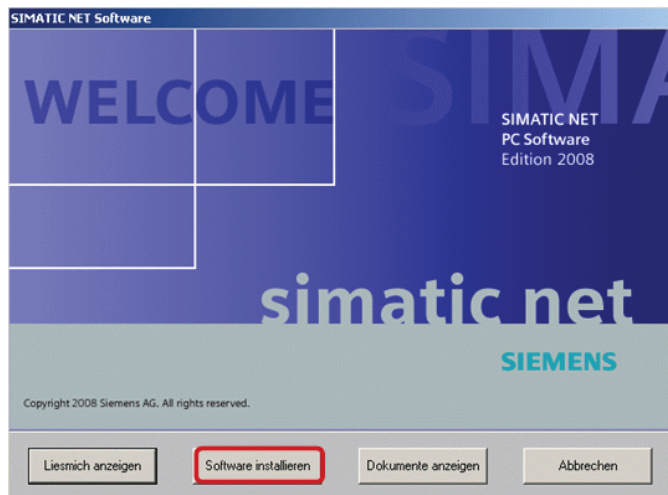 SIMATIC NET Software
WELCOME
SIMA
SIMATIC NET
PC Software
Edition 2008
simatic net
SIEMENS
Copyright 2008 Siemens AG. All rights reserved.
Liesmich anzeigen
Software installieren
Dokumente anzeigen
Abbrechen